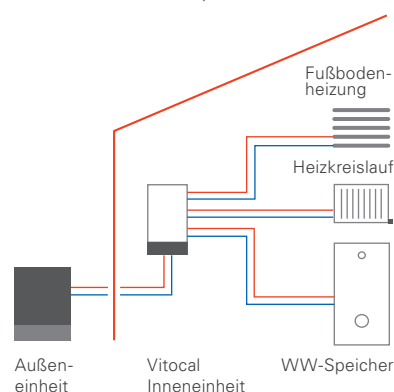 Fußboden-
heizung
Heizkreislauf
Außen-
einheit
Vitocal
Inneneinheit
WW-Speicher